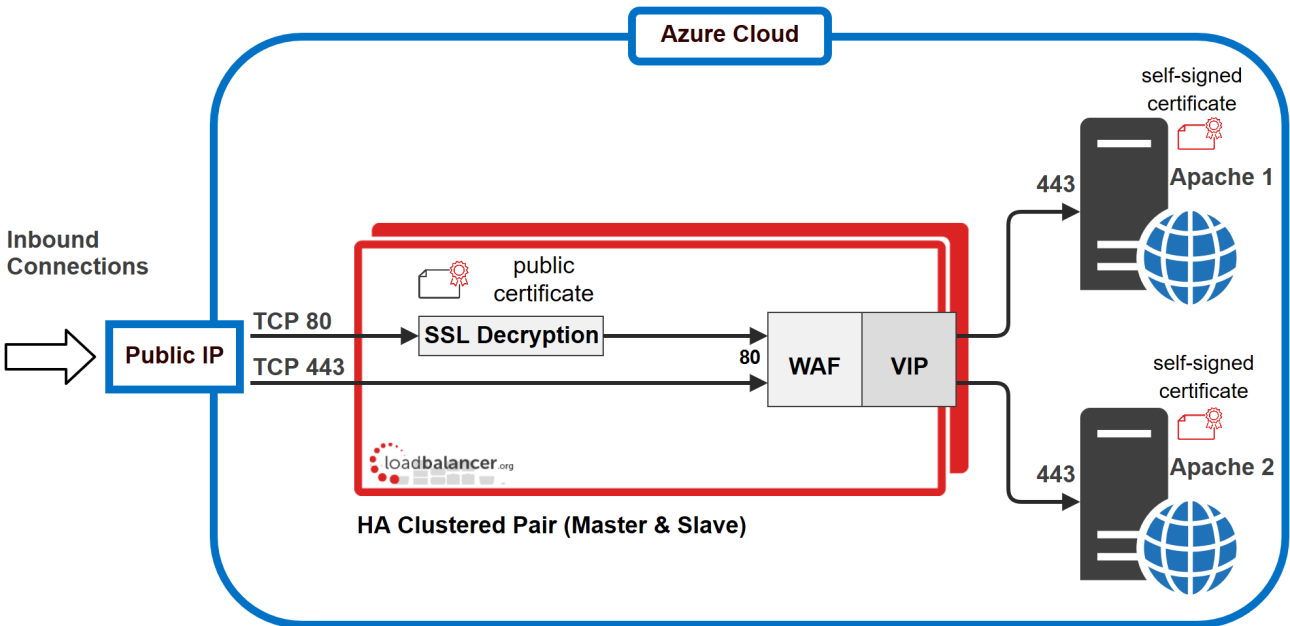 Azure Cloud
self-signed
certificate
443
Apache 1
Inbound
Connections
public
certificate
TCP 80
SSL Decryption
Public IP
TCP 443
80
WAF
VIP
self-signed
certificate
loadbalancer.org
443
Apache 2
HA Clustered Pair (Master & Slave)